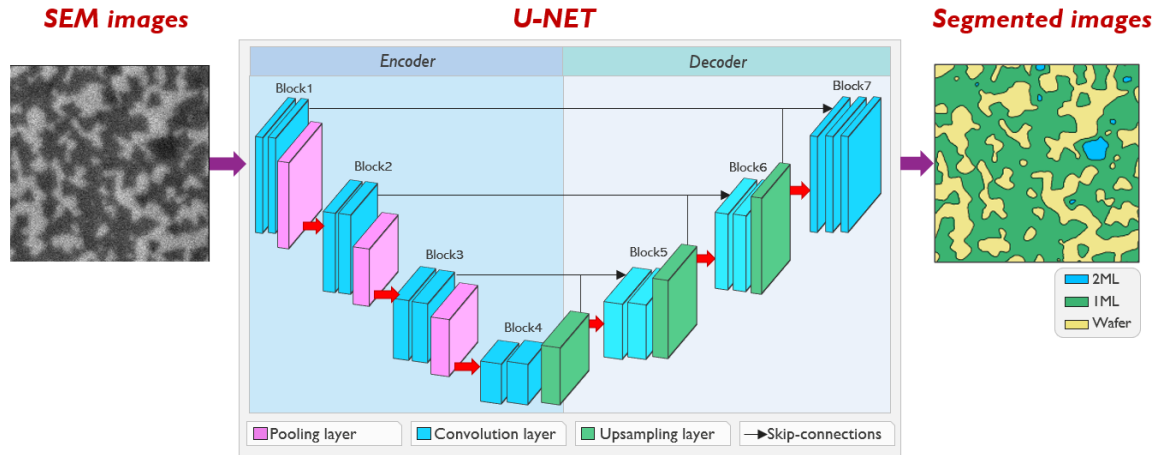 SEM images
U-NET
Segmented images
Encoder
Decoder
Block1
Block7
Block2
Block6
Block3
Block5
Block4
2ML
1ML
Wafer
Pooling layer
Convolution layer
Upsampling layer
Skip-connections